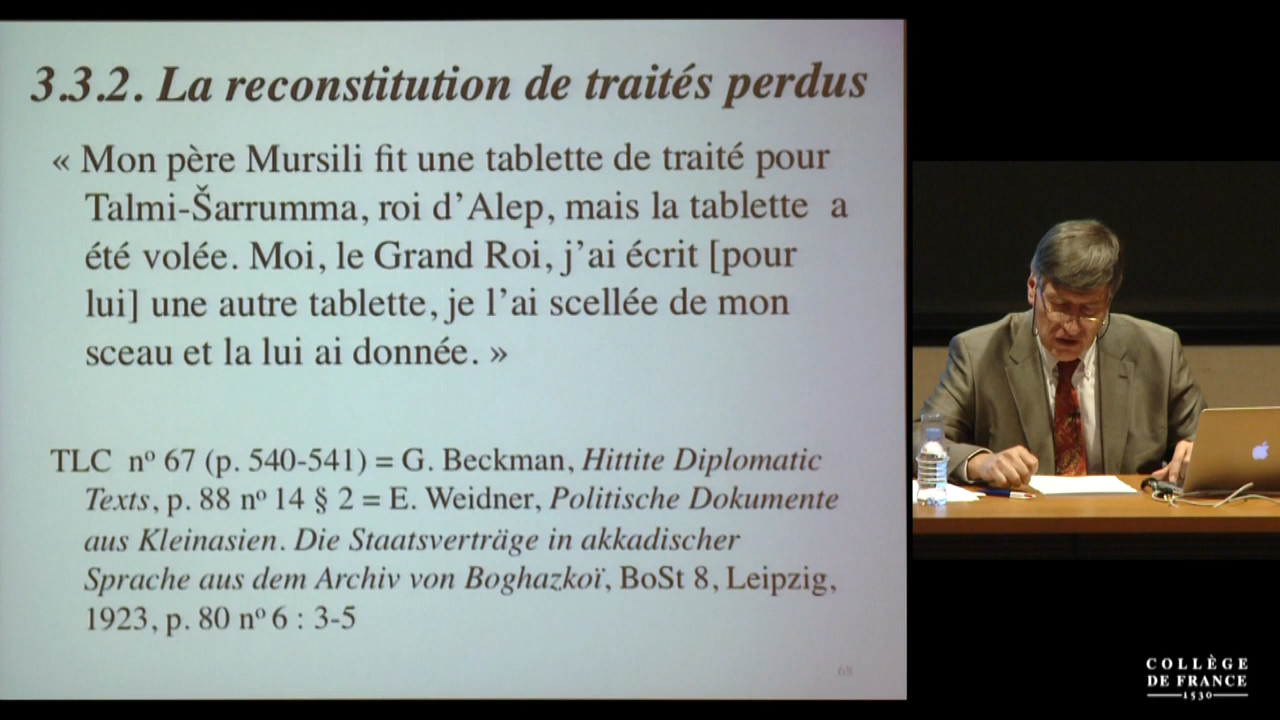 3.3.2. La reconstitution de traités perdus
« Mon père Mursili fit une tablette de traité pour
Talmi-Šarrumma, roi d’Alep, mais la tablette a
été volée. Moi, le Grand Roi, j’ai écrit [pour
lui] une autre tablette, je l’ai scellée de mon
sceau et la lui ai donnée. »
TLC nº 67 (p. 540-541) = G. Beckman, Hittite Diplomatic
Texts, p. 88 nº 14 § 2 = E. Weidner, Politische Dokumente
aus Kleinasien. Die Staatsverträge in akkadischer
Sprache aus dem Archiv von Boghazkoï, BoSt 8, Leipzig,
1923, p. 80 nº 6 : 3-5
68
COLLÈGE
DE FRANCE
1530